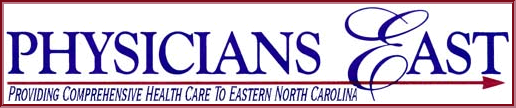 PHYSICIANS EAST
PROVIDING COMPREHENSIVE HEALTH CARE TO EASTERN NORTH CAROLINA